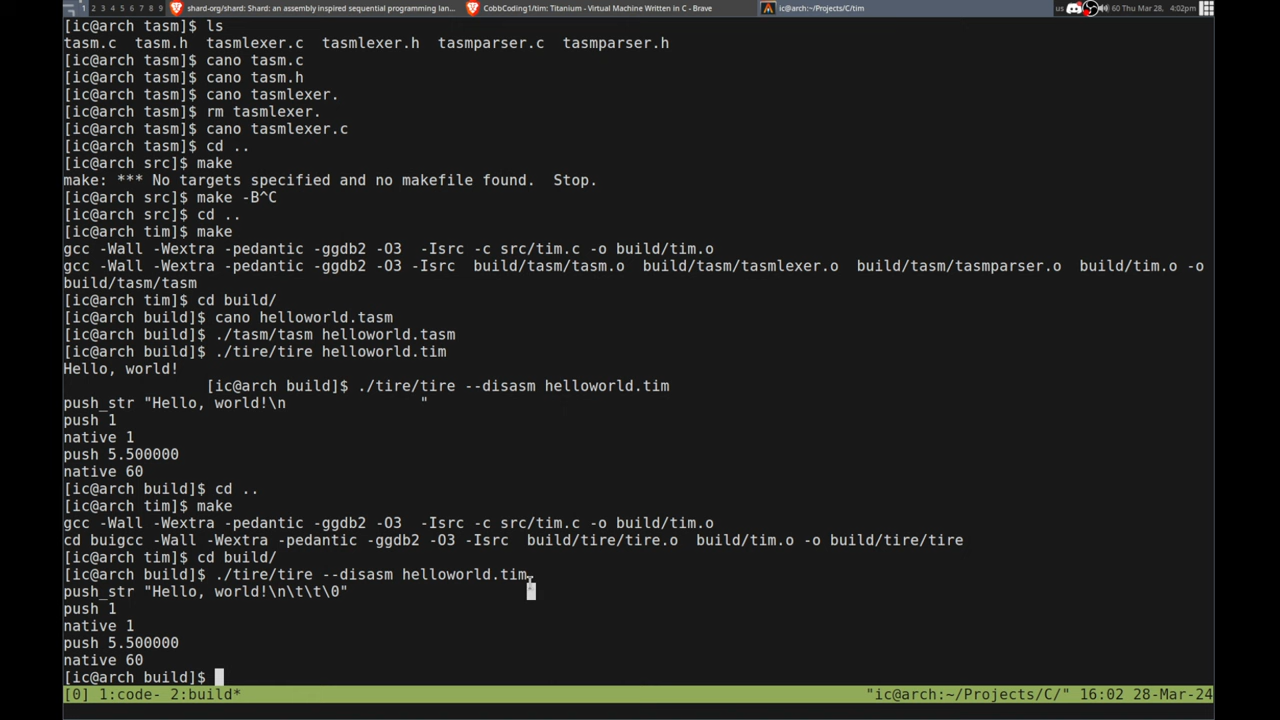 1 2 3 4 5 6 7 8 9 shard-org/shard: Shard: an assembly inspired sequential programming lan... CobbCoding1/tim: Titanium - Virtual Machine Written in C - Brave ic@arch:~/Projects/C/tim us 60 Thu Mar 28, 4:02pm
[ic@arch tasm]$ ls
tasm.c  tasm.h  tasmlexer.c  tasmlexer.h  tasmparser.c  tasmparser.h
[ic@arch tasm]$ cano tasm.c
[ic@arch tasm]$ cano tasm.h
[ic@arch tasm]$ cano tasmlexer.
[ic@arch tasm]$ rm tasmlexer.
[ic@arch tasm]$ cano tasmlexer.c
[ic@arch tasm]$ cd ..
[ic@arch src]$ make
make: *** No targets specified and no makefile found.  Stop.
[ic@arch src]$ make -B^C
[ic@arch src]$ cd ..
[ic@arch tim]$ make
gcc -Wall -Wextra -pedantic -ggdb2 -O3  -Isrc -c src/tim.c -o build/tim.o
gcc -Wall -Wextra -pedantic -ggdb2 -O3 -Isrc  build/tasm/tasm.o  build/tasm/tasmlexer.o  build/tasm/tasmparser.o  build/tim.o -o
build/tasm/tasm
[ic@arch tim]$ cd build/
[ic@arch build]$ cano helloworld.tasm
[ic@arch build]$ ./tasm/tasm helloworld.tasm
[ic@arch build]$ ./tire/tire helloworld.tim
Hello, world!
[ic@arch build]$ ./tire/tire --disasm helloworld.tim
push_str "Hello, world!\n               "
push 1
native 1
push 5.500000
native 60
[ic@arch build]$ cd ..
[ic@arch tim]$ make
gcc -Wall -Wextra -pedantic -ggdb2 -O3  -Isrc -c src/tim.c -o build/tim.o
cd buigcc -Wall -Wextra -pedantic -ggdb2 -O3 -Isrc  build/tire/tire.o  build/tim.o -o build/tire/tire
[ic@arch tim]$ cd build/
[ic@arch build]$ ./tire/tire --disasm helloworld.tim
push_str "Hello, world!\n\t\t\0"
push 1
native 1
push 5.500000
native 60
[ic@arch build]$
[0] 1:code- 2:build* "ic@arch:~/Projects/C/" 16:02 28-Mar-24